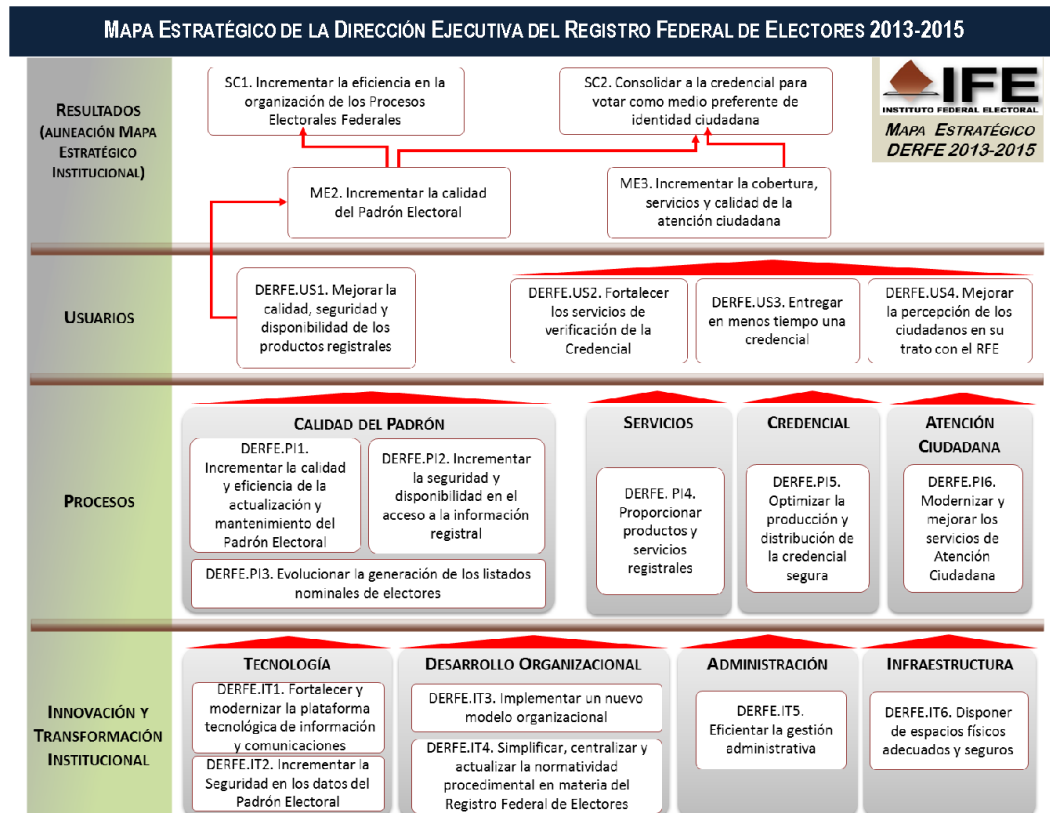 MAPA ESTRATÉGICO DE LA DIRECCIÓN EJECUTIVA DEL REGISTRO FEDERAL DE ELECTORES 2013-2015
RESULTADOS
(ALINEACIÓN MAPA
ESTRATÉGICO
INSTITUCIONAL)
SC1. Incrementar la eficiencia en la
organización de los Procesos
Electorales Federales
SC2. Consolidar a la credencial para
votar como medio preferente de
identidad ciudadana
IFE
INSTITUTO FEDERAL ELECTORAL
MAPA ESTRATÉGICO
DERFE 2013-2015
ME2. Incrementar la calidad
del Padrón Electoral
ME3. Incrementar la cobertura,
servicios y calidad de la
atención ciudadana
USUARIOS
DERFE.US1. Mejorar la
calidad, seguridad y
disponibilidad de los
productos registrales
DERFE.US2. Fortalecer
los servicios de
verificación de la
Credencial
DERFE.US3. Entregar
en menos tiempo una
credencial
DERFE.US4. Mejorar
la percepción de los
ciudadanos en su
trato con el RFE
PROCESOS
CALIDAD DEL PADRÓN
DERFE.PI1.
Incrementar la calidad
y eficiencia de la
actualización y
mantenimiento del
Padrón Electoral
DERFE.PI2. Incrementar
la seguridad y
disponibilidad en el
acceso a la información
registral
DERFE.PI3. Evolucionar la generación de los listados
nominales de electores
SERVICIOS
DERFE. PI4.
Proporcionar
productos y
servicios
registrales
CREDENCIAL
DERFE.PI5.
Optimizar la
producción y
distribución de
la credencial
segura
ATENCIÓN
CIUDADANA
DERFE.PI6.
Modernizar y
mejorar los
servicios de
Atención
Ciudadana
INNOVACIÓN Y
TRANSFORMACIÓN
INSTITUCIONAL
TECNOLOGÍA
DERFE.IT1. Fortalecer y
modernizar la plataforma
tecnológica de información
y comunicaciones
DERFE.IT2. Incrementar la
Seguridad en los datos del
Padrón Electoral
DESARROLLO ORGANIZACIONAL
DERFE.IT3. Implementar un nuevo
modelo organizacional
DERFE.IT4. Simplificar, centralizar y
actualizar la normatividad
procedimental en materia del
Registro Federal de Electores
ADMINISTRACIÓN
DERFE.IT5.
Eficientar la gestión
administrativa
INFRAESTRUCTURA
DERFE.IT6. Disponer
de espacios físicos
adecuados y seguros